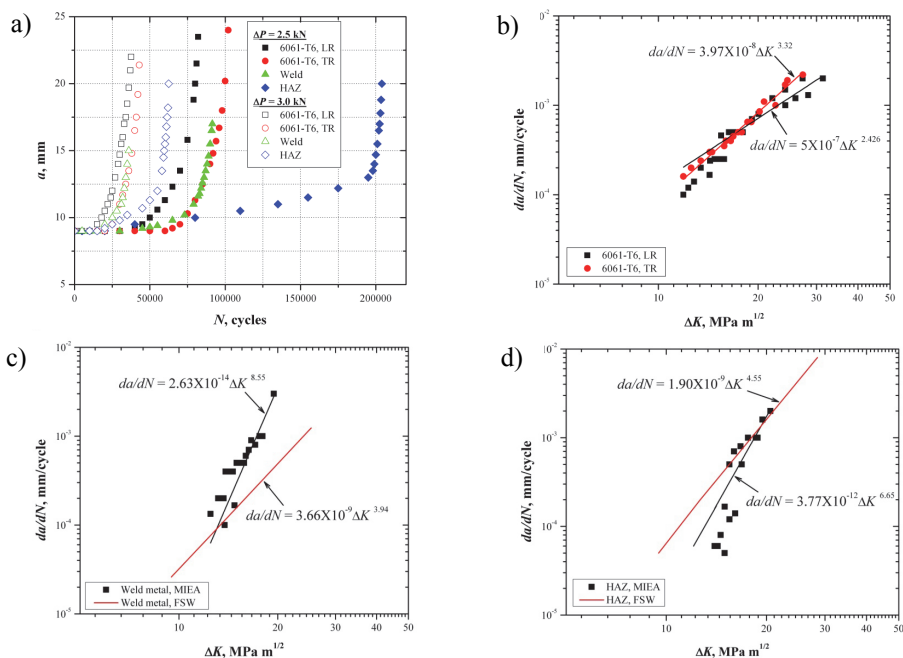 a)
ΔP = 2.5 kN
6061-T6, LR
6061-T6, TR
Weld
HAZ
ΔP = 3.0 kN
6061-T6, LR
6061-T6, TR
Weld
HAZ
25
20
15
10
5
a, mm
0
50000
100000
150000
200000
N, cycles
b)
da/dN = 3.97X10^-8 ΔK^3.32
da/dN = 5X10^-7 ΔK^2.426
10^-2
10^-3
10^-4
10^-5
da/dN, mm/cycle
6061-T6, LR
6061-T6, TR
10
20
30
40
50
ΔK, MPa m^1/2
c)
da/dN = 2.63X10^-14 ΔK^8.55
da/dN = 3.66X10^-9 ΔK^3.94
10^-2
10^-3
10^-4
10^-5
da/dN, mm/cycle
Weld metal, MIEA
Weld metal, FSW
10
20
30
40
50
ΔK, MPa m^1/2
d)
da/dN = 1.90X10^-9 ΔK^4.55
da/dN = 3.77X10^-12 ΔK^6.65
10^-2
10^-3
10^-4
10^-5
da/dN, mm/cycle
HAZ, MIEA
HAZ, FSW
10
20
30
40
50
ΔK, MPa m^1/2